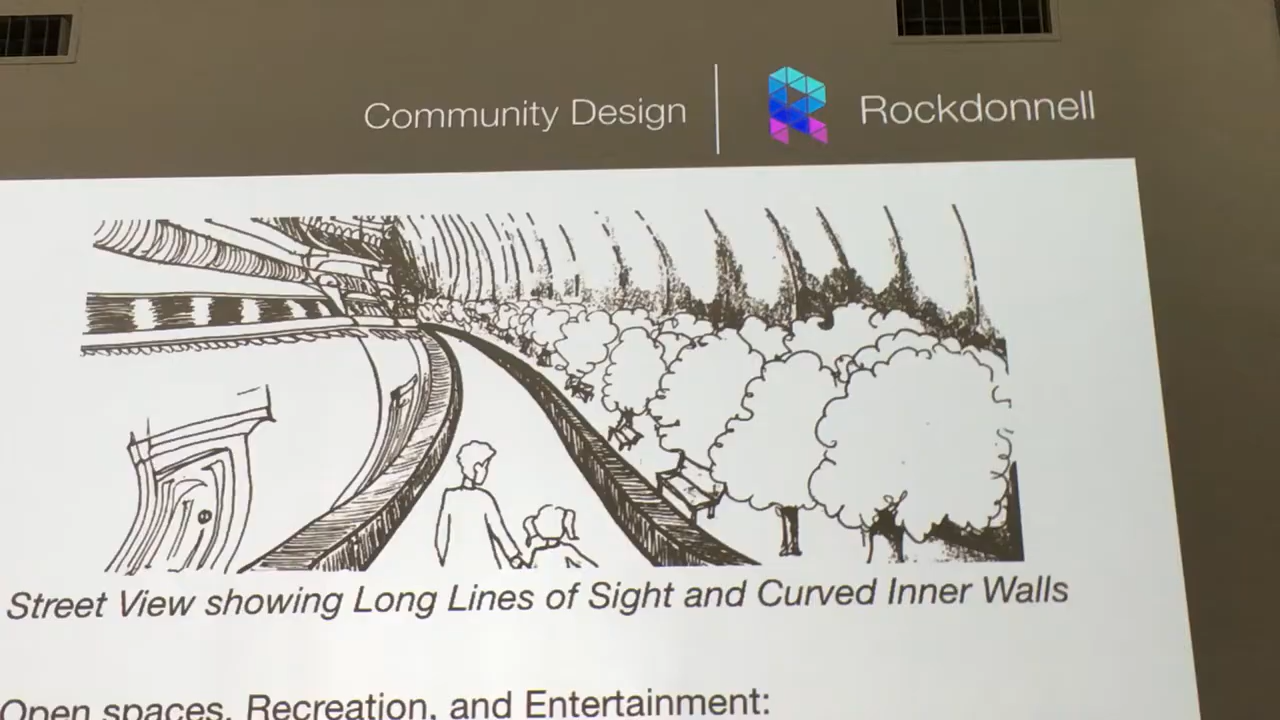 Community Design
Rockdonnell
Street View showing Long Lines of Sight and Curved Inner Walls
Open spaces, Recreation, and Entertainment: